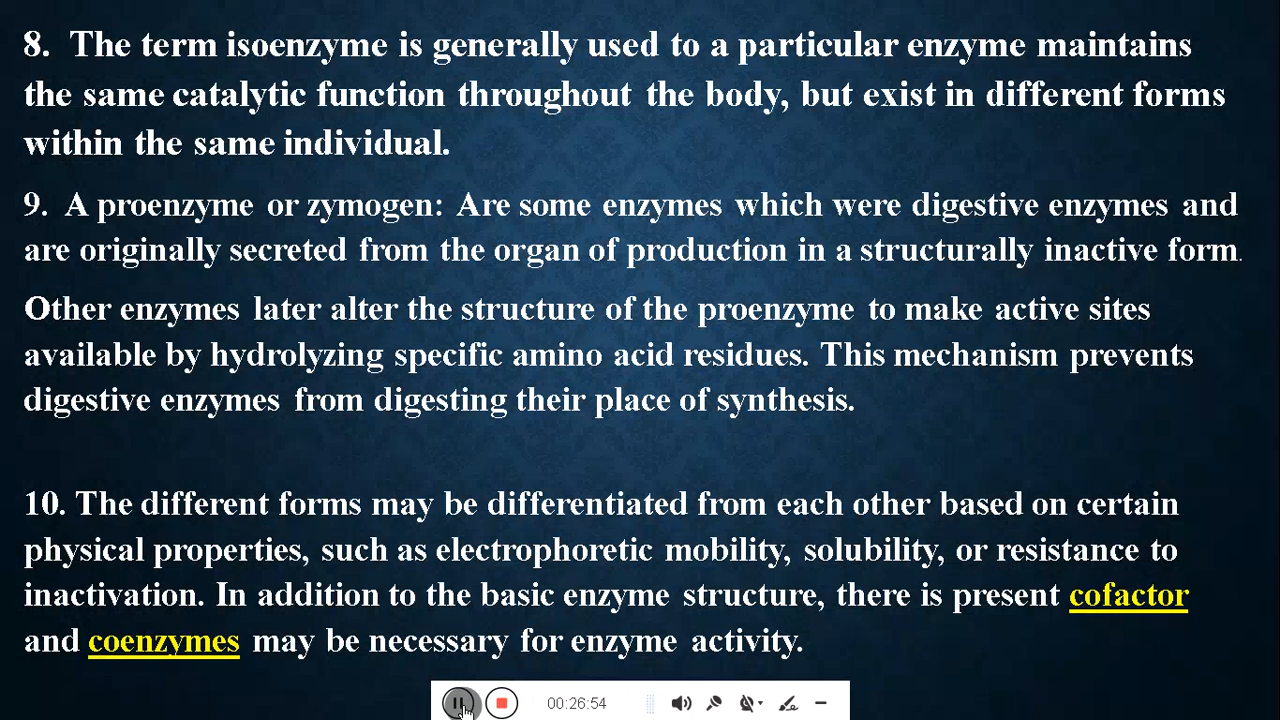 8. The term isoenzyme is generally used to a particular enzyme maintains
the same catalytic function throughout the body, but exist in different forms
within the same individual.
9. A proenzyme or zymogen: Are some enzymes which were digestive enzymes and
are originally secreted from the organ of production in a structurally inactive form.
Other enzymes later alter the structure of the proenzyme to make active sites
available by hydrolyzing specific amino acid residues. This mechanism prevents
digestive enzymes from digesting their place of synthesis.
10. The different forms may be differentiated from each other based on certain
physical properties, such as electrophoretic mobility, solubility, or resistance to
inactivation. In addition to the basic enzyme structure, there is present cofactor
and coenzymes may be necessary for enzyme activity.
00:26:54